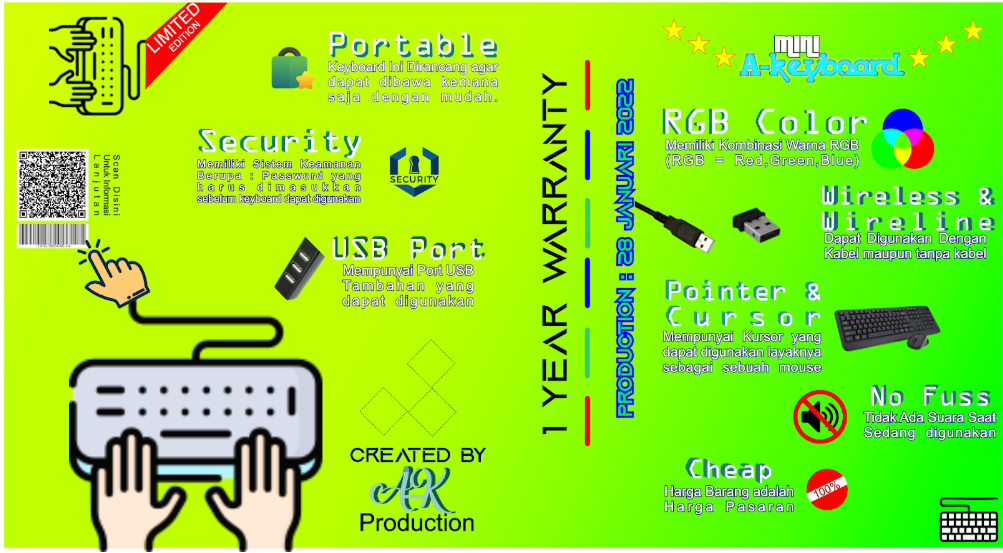 LIMITED
EDITION
Portable
Keyboard Ini Dirancang agar
dapat dibawa kemana
saja dengan mudah.
Security
Memiliki Sistem Keamanan
Berupa : Password yang
harus dimasukkan
sebelum keyboard dapat digunakan
SECURITY
Scan Disini
Untuk Informasi
Lanjutan
USB Port
Mempunyai Port USB
Tambahan yang
dapat digunakan
CREATED BY
AK
Production
1 YEAR WARRANTY
PRODUCTION : 28 JANUARI 2022
MINI
A-keyboard
RGB Color
Memiliki Kombinasi Warna RGB
(RGB = Red,Green,Blue)
Wireless &
Wireline
Dapat Digunakan Dengan
Kabel maupun tanpa kabel
Pointer &
Cursor
Mempunyai Kursor yang
dapat digunakan layaknya
sebagai sebuah mouse
No Fuss
Tidak Ada Suara Saat
Sedang digunakan
Cheap
Harga Barang adalah
Harga Pasaran
100%